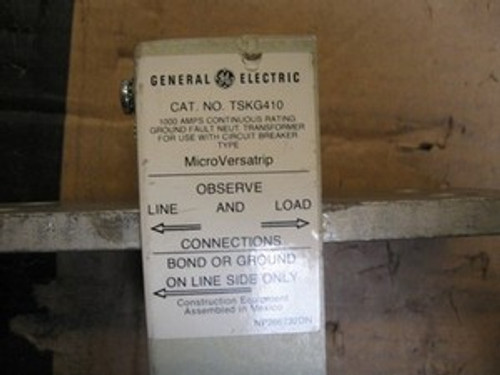 GENERAL GE ELECTRIC
CAT. NO. TSKG410
1000 AMPS CONTINUOUS RATING
GROUND FAULT NEUT. TRANSFORMER
FOR USE WITH CIRCUIT BREAKER
TYPE
MicroVersatrip
OBSERVE
LINE AND LOAD
CONNECTIONS
BOND OR GROUND
ON LINE SIDE ONLY
Construction Equipment
Assembled in Mexico